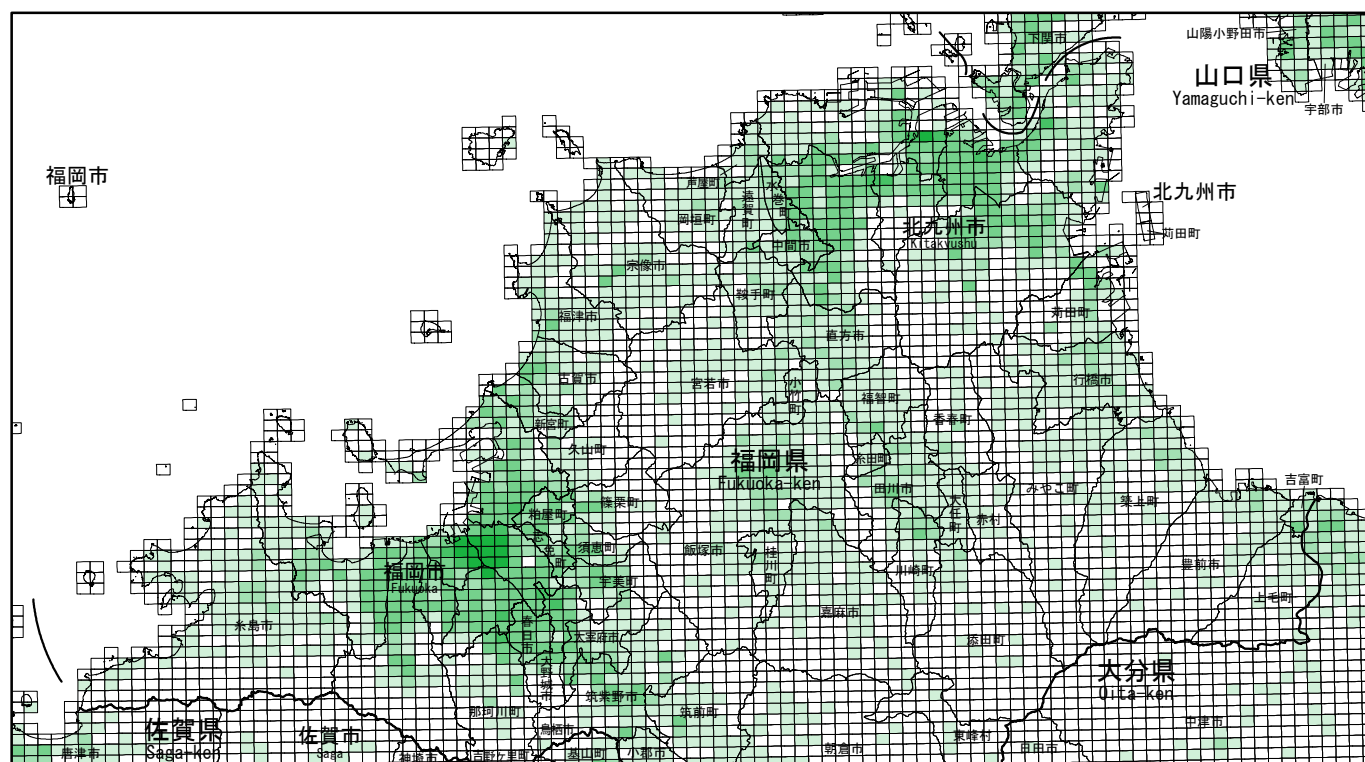 下関市
山陽小野田市
山口県
Yamaguchi-ken
宇部市
福岡市
北九州市
苅田町
芦屋町
水巻町
遠賀町
岡垣町
北九州市
Kitakyushu
中間市
宗像市
鞍手町
福津市
苅田町
直方市
古賀市
宮若市
小竹町
行橋市
福智町
新宮町
香春町
久山町
福岡県
Fukuoka-ken
糸田町
田川市
みやこ町
吉富町
築上町
篠栗町
大任町
粕屋町
赤村
志免町
須恵町
飯塚市
桂川町
豊前市
福岡市
Fukuoka
宇美町
川崎町
上毛町
嘉麻市
糸島市
春日市
太宰府市
添田町
大野城市
大分県
Oita-ken
筑紫野市
那珂川町
筑前町
佐賀県
Saga-ken
佐賀市
Saga
鳥栖市
中津市
東峰村
唐津市
神埼市
吉野ヶ里町
基山町
小郡市
朝倉市
日田市